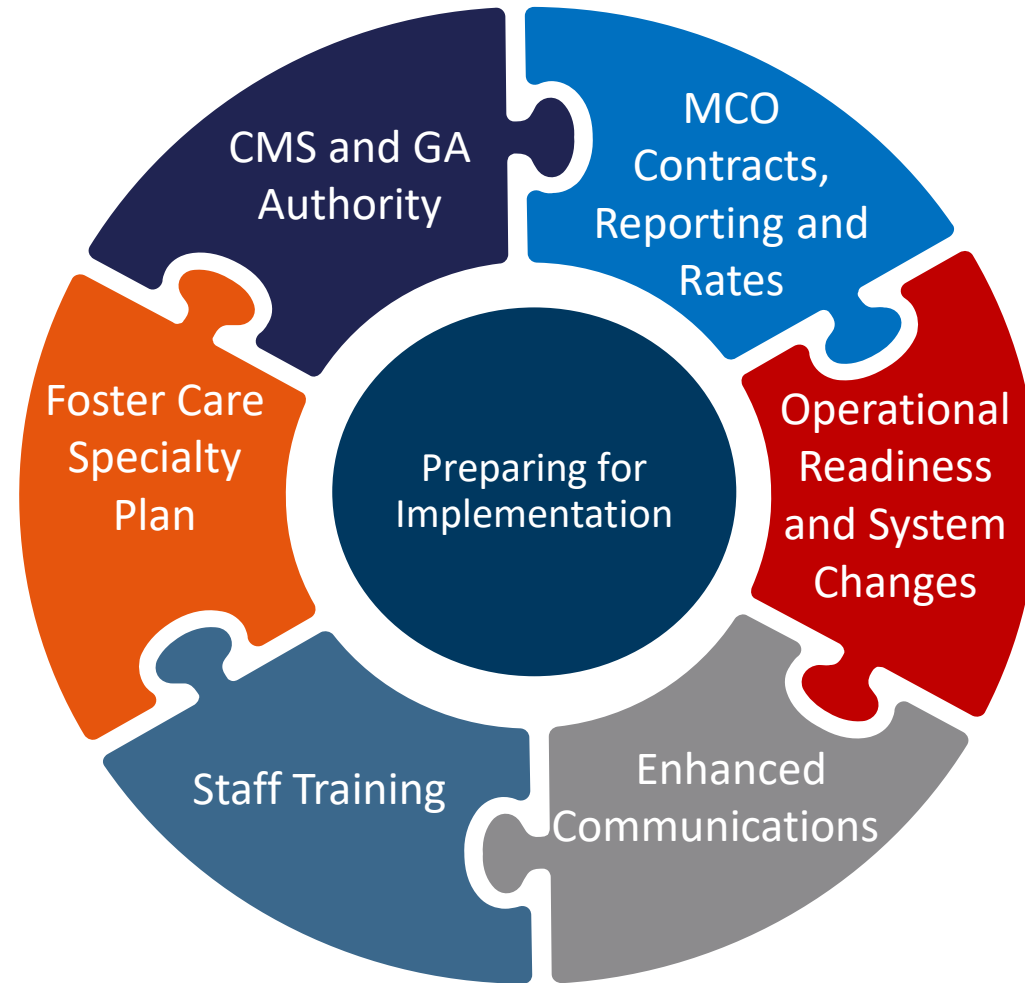 CMS and GA
Authority
MCO
Contracts,
Reporting and
Rates
Operational
Readiness
and System
Changes
Enhanced
Communications
Staff Training
Foster Care
Specialty
Plan
Preparing for
Implementation